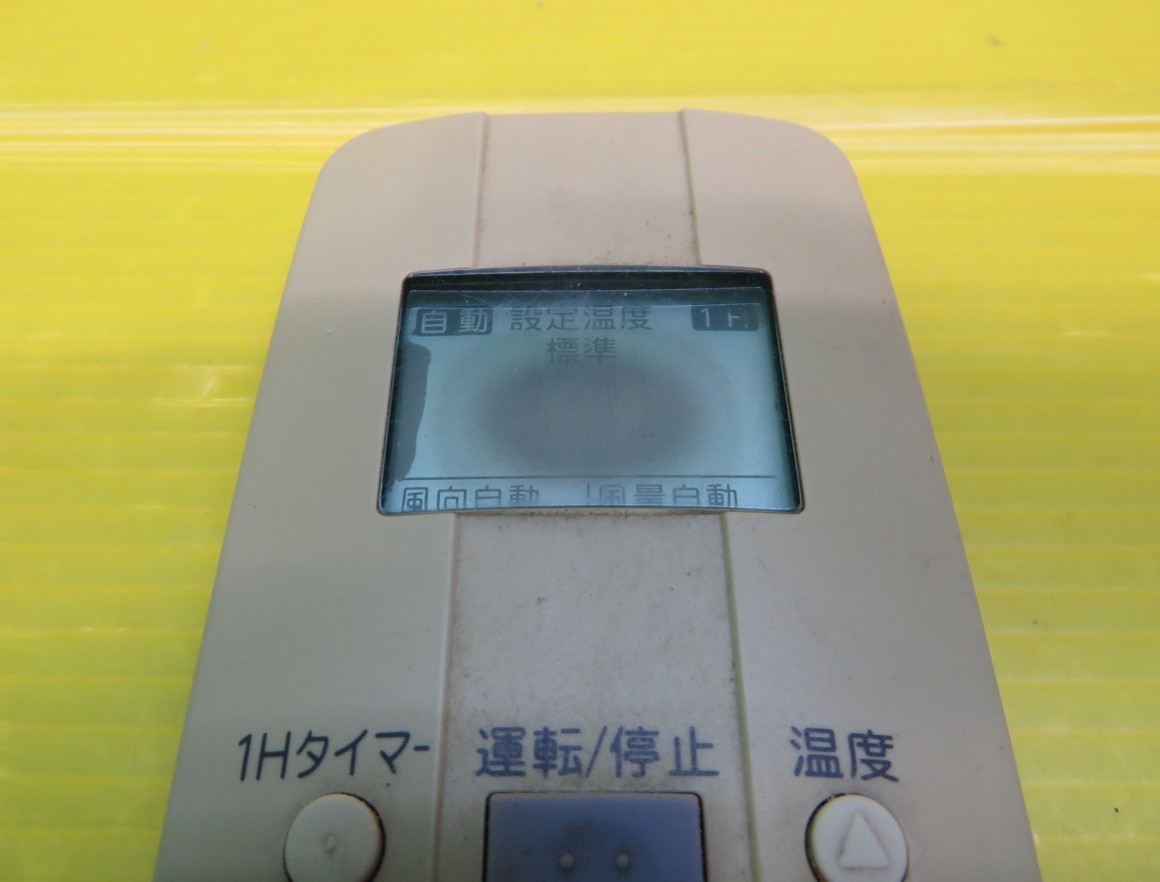 自動 設定温度
標準
風向自動 風量自動
1Hタイマー 運転/停止 温度